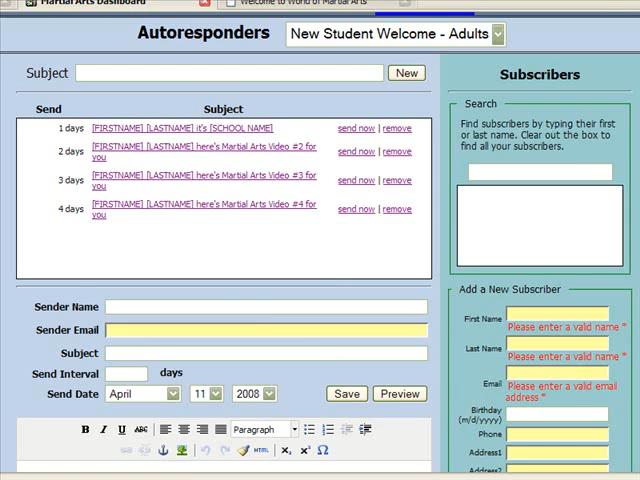 Martial Arts Dashboard
Welcome to World of Martial Arts
Autoresponders
New Student Welcome - Adults
Subject
New
Send
Subject
1 days
[FIRSTNAME] [LASTNAME] it's [SCHOOL NAME]
send now | remove
2 days
[FIRSTNAME] [LASTNAME] here's Martial Arts Video #2 for
you
send now | remove
3 days
[FIRSTNAME] [LASTNAME] here's Martial Arts Video #3 for
you
send now | remove
4 days
[FIRSTNAME] [LASTNAME] here's Martial Arts Video #4 for
you
send now | remove
Sender Name
Sender Email
Subject
Send Interval
days
Send Date
April
11
2008
Save
Preview
B I U ABC
Paragraph
HTML
Subscribers
Search
Find subscribers by typing their first
or last name. Clear out the box to
find all your subscribers.
Add a New Subscriber
First Name
Please enter a valid name *
Last Name
Please enter a valid name *
Email
Please enter a valid email
address *
Birthday
(m/d/yyyy)
Phone
Address1
Address2